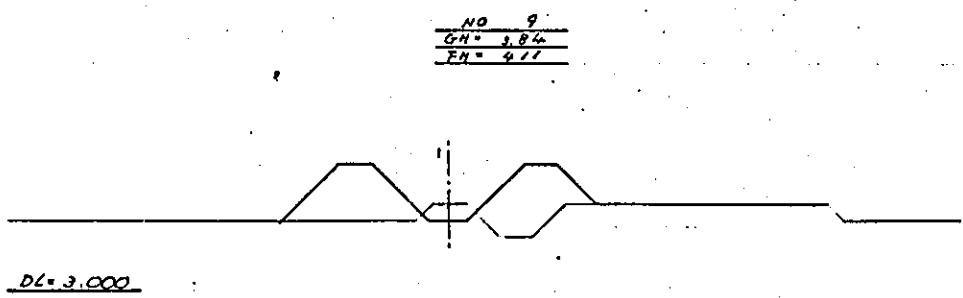 NO 9
GH= 3.84
FH= 4.11
DL= 3.000